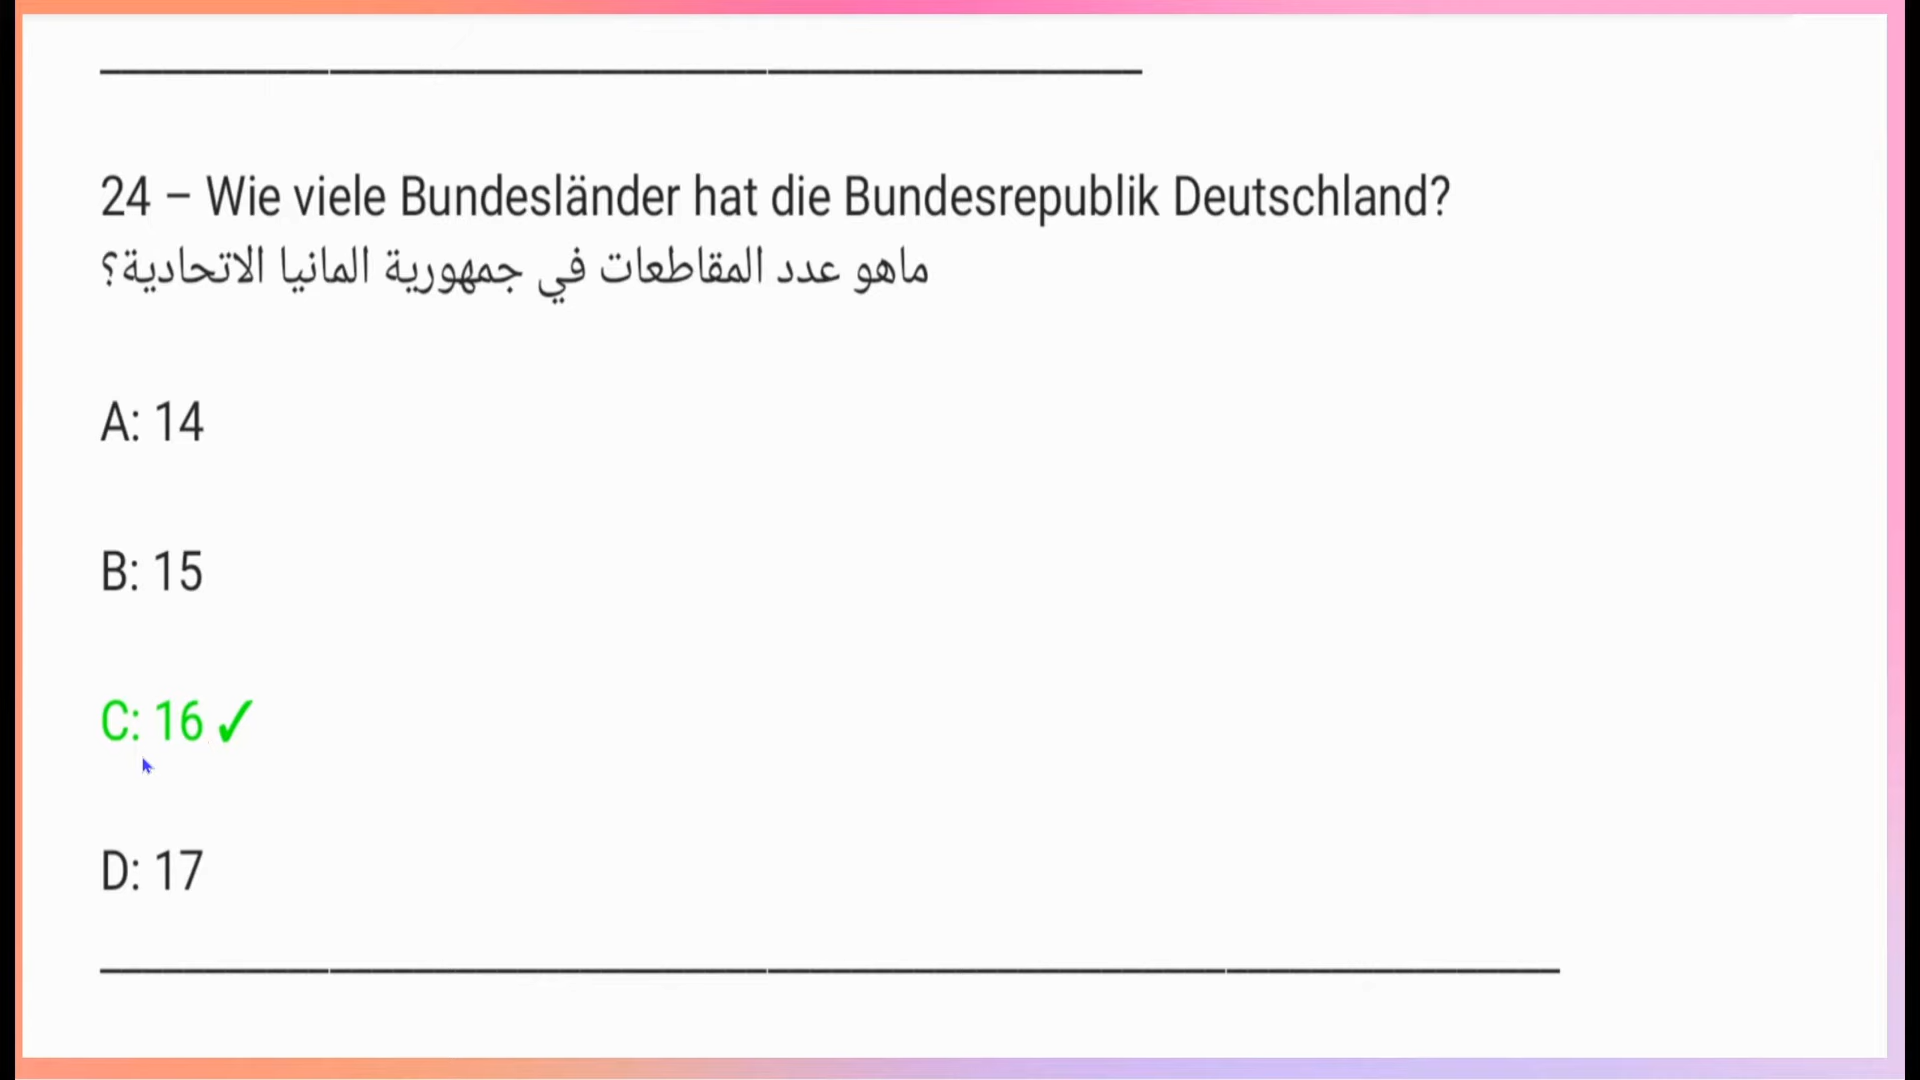 24 – Wie viele Bundesländer hat die Bundesrepublik Deutschland?
ماهو عدد المقاطعات في جمهورية المانيا الاتحادية؟
A: 14
B: 15
C: 16 ✓
D: 17